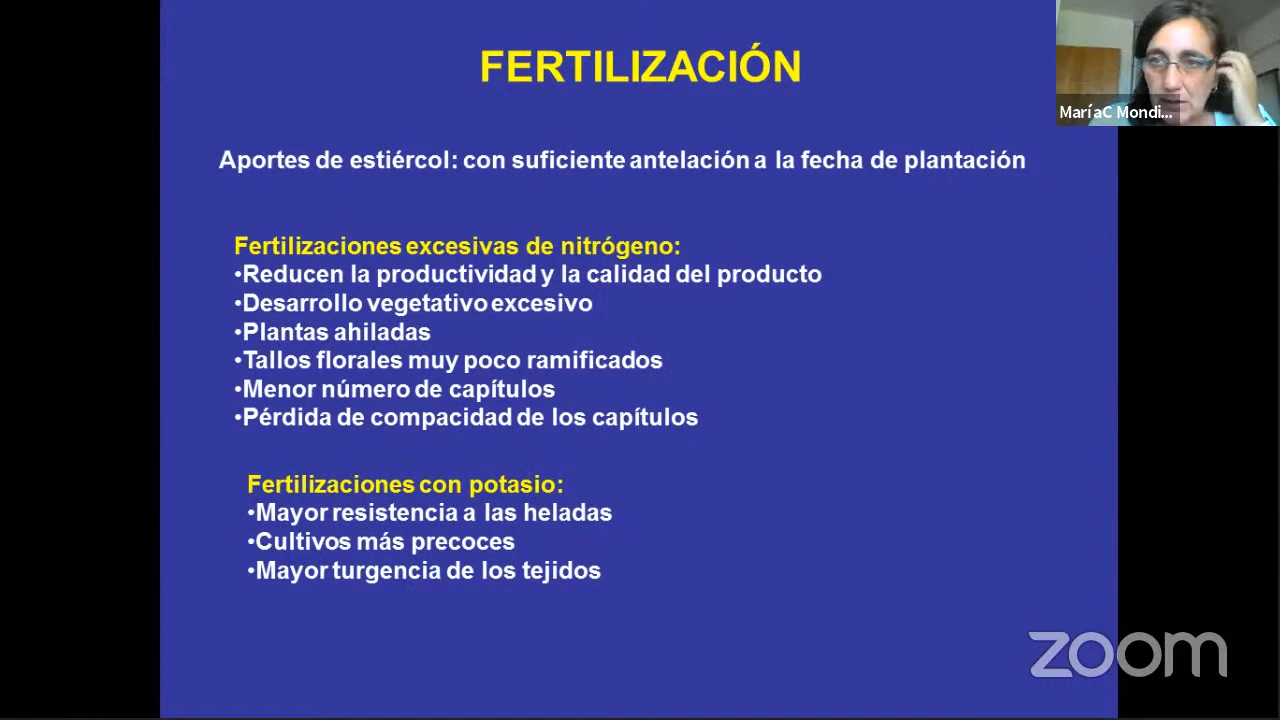 FERTILIZACIÓN
MaríaC Mondi...
Aportes de estiércol: con suficiente antelación a la fecha de plantación
Fertilizaciones excesivas de nitrógeno:
•Reducen la productividad y la calidad del producto
•Desarrollo vegetativo excesivo
•Plantas ahiladas
•Tallos florales muy poco ramificados
•Menor número de capítulos
•Pérdida de compacidad de los capítulos
Fertilizaciones con potasio:
•Mayor resistencia a las heladas
•Cultivos más precoces
•Mayor turgencia de los tejidos
zoom